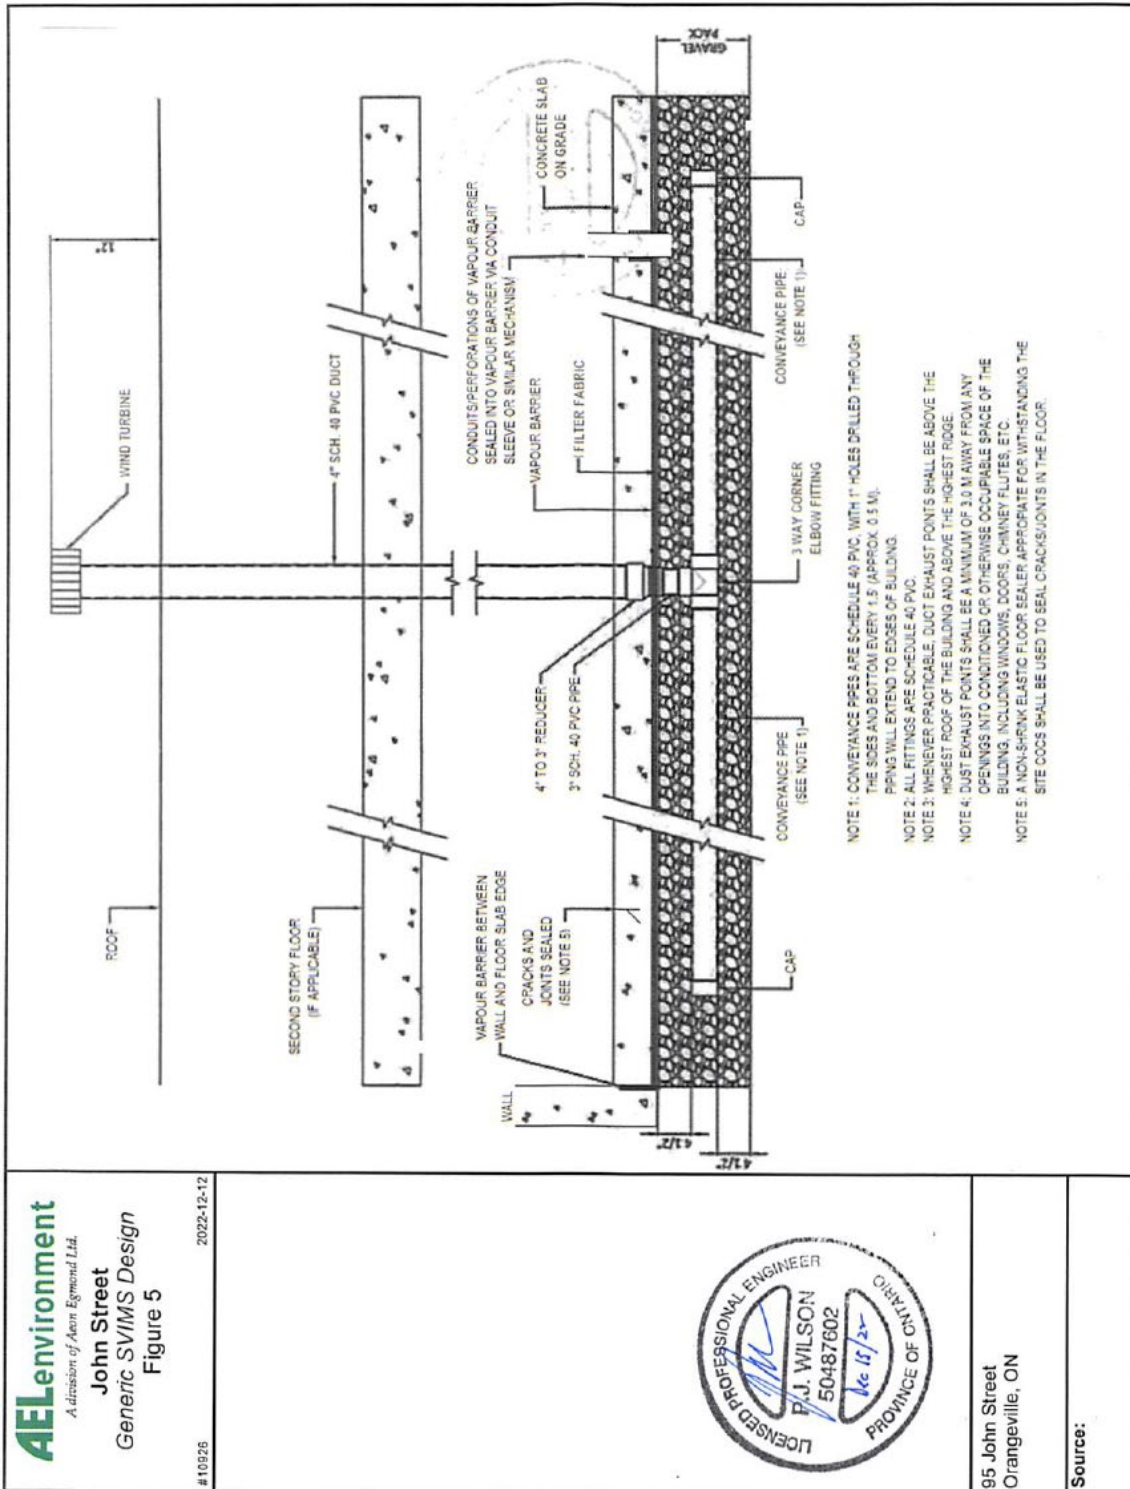 12"
WIND TURBINE
ROOF
4" SCH. 40 PVC DUCT
SECOND STORY FLOOR
(IF APPLICABLE)
CONDUITS/PERFORATIONS OF VAPOUR BARRIER
SEALED INTO VAPOUR BARRIER VIA CONDUIT
SLEEVE OR SIMILAR MECHANISM
CONCRETE SLAB
ON GRADE
VAPOUR BARRIER
FILTER FABRIC
4" TO 3" REDUCER
3" SCH. 40 PVC PIPE
VAPOUR BARRIER BETWEEN
WALL AND FLOOR SLAB EDGE
CRACKS AND
JOINTS SEALED
(SEE NOTE 5)
WALL
GRAVEL
PACK
4 1/2"
4 1/2"
CAP
CONVEYANCE PIPE
(SEE NOTE 1)
3 WAY CORNER
ELBOW FITTING
CONVEYANCE PIPE
(SEE NOTE 1)
CAP
NOTE 1: CONVEYANCE PIPES ARE SCHEDULE 40 PVC, WITH 1" HOLES DRILLED THROUGH
THE SIDES AND BOTTOM EVERY 1.5' (APPROX. 0.5 M).
PIPING WILL EXTEND TO EDGES OF BUILDING.
NOTE 2: ALL FITTINGS ARE SCHEDULE 40 PVC.
NOTE 3: WHENEVER PRACTICABLE, DUCT EXHAUST POINTS SHALL BE ABOVE THE
HIGHEST ROOF OF THE BUILDING AND ABOVE THE HIGHEST RIDGE.
NOTE 4: DUST EXHAUST POINTS SHALL BE A MINIMUM OF 3.0 M AWAY FROM ANY
OPENINGS INTO CONDITIONED OR OTHERWISE OCCUPIABLE SPACE OF THE
BUILDING, INCLUDING WINDOWS, DOORS, CHIMNEY FLUTES, ETC.
NOTE 5: A NON-SHRINK ELASTIC FLOOR SEALER APPROPIATE FOR WITHSTANDING THE
SITE COCS SHALL BE USED TO SEAL CRACKS/JOINTS IN THE FLOOR.
AELenvironment
A division of Aeon Egmond Ltd.
John Street
Generic SVIMS Design
Figure 5
#10926
2022-12-12
LICENSED PROFESSIONAL ENGINEER
P.J. WILSON
50487602
Dec 15/22
PROVINCE OF ONTARIO
95 John Street
Orangeville, ON
Source: